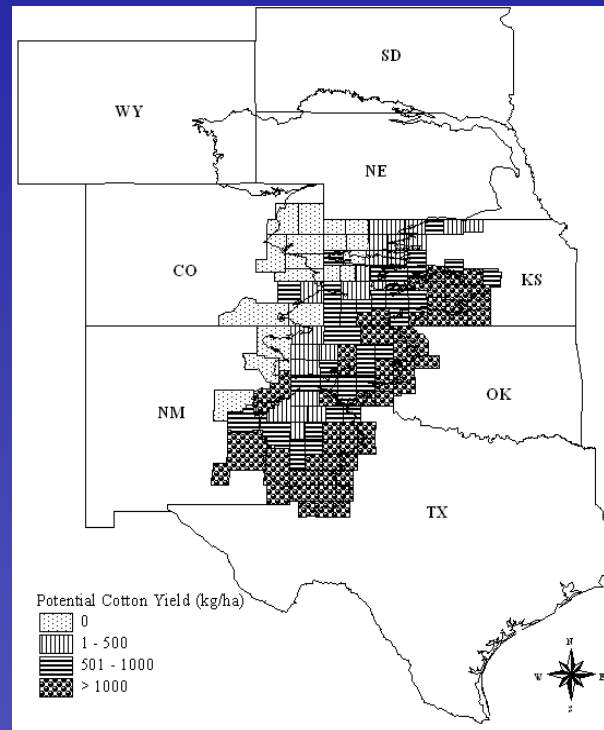 SD
WY
NE
CO
KS
NM
OK
TX
Potential Cotton Yield (kg/ha)
0
1 - 500
501 - 1000
> 1000
N
W E
S